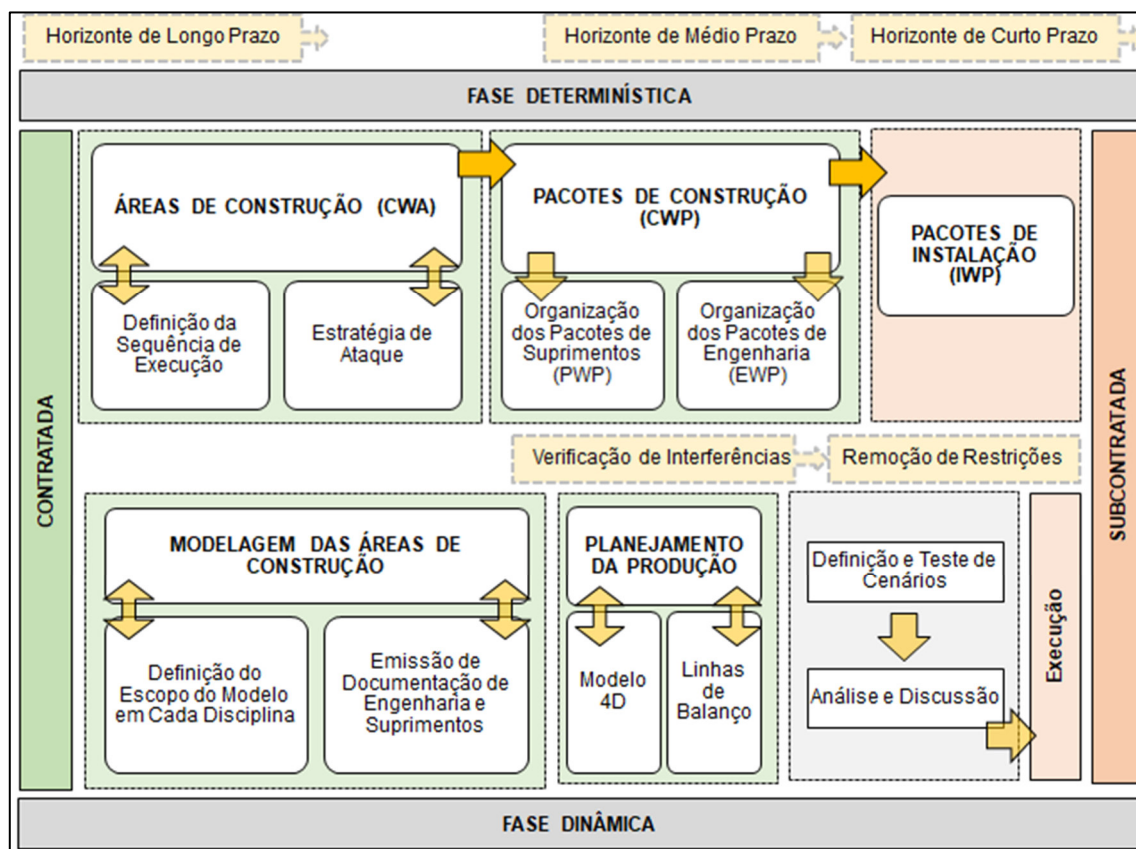 Horizonte de Longo Prazo
Horizonte de Médio Prazo
Horizonte de Curto Prazo
FASE DETERMINÍSTICA
CONTRATADA
ÁREAS DE CONSTRUÇÃO (CWA)
Definição da
Sequência de
Execução
Estratégia de
Ataque
PACOTES DE
CONSTRUÇÃO
(CWP)
Organização
dos Pacotes de
Suprimentos
(PWP)
Organização
dos Pacotes de
Engenharia
(EWP)
PACOTES DE
INSTALAÇÃO
(IWP)
SUBCONTRATADA
Verificação de Interferências
Remoção de Restrições
MODELAGEM DAS ÁREAS DE
CONSTRUÇÃO
Definição do
Escopo do Modelo
em Cada Disciplina
Emissão de
Documentação de
Engenharia e
Suprimentos
PLANEJAMENTO
DA PRODUÇÃO
Modelo
4D
Linhas
de
Balanço
Definição e Teste de
Cenários
Análise e Discussão
Execução
FASE DINÂMICA